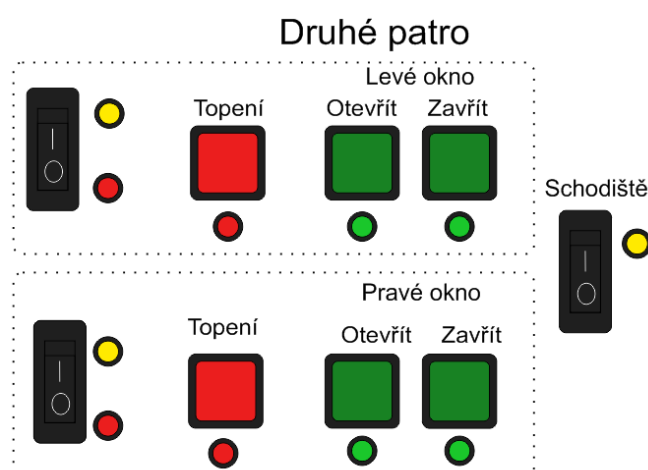 Druhé patro
Levé okno
Topení
Otevřít
Zavřít
Schodiště
Pravé okno
Topení
Otevřít
Zavřít